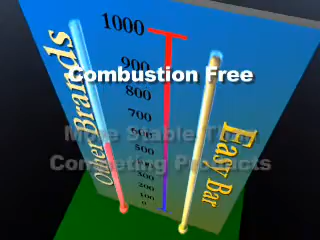 1000
900
Combustion Free
800
700
600
More Stable Than
500
Competing Products
400
300
200
100
0
Other Brands
Easy Bar